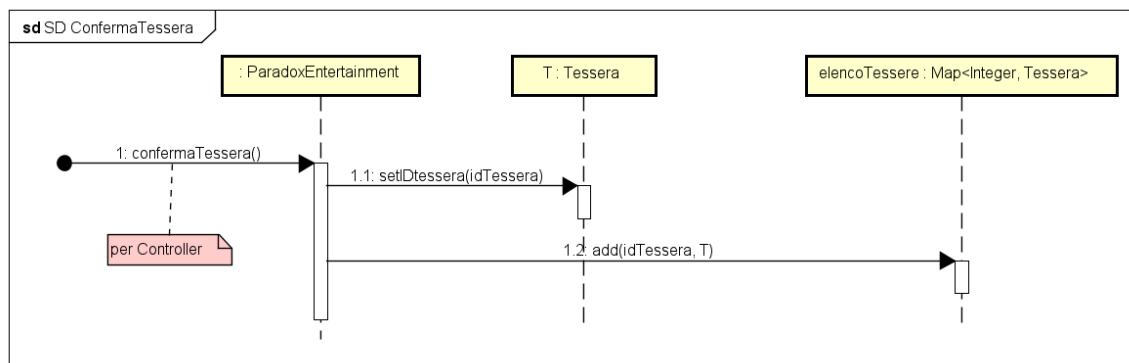 sd SD ConfermaTessera
: ParadoxEntertainment
T : Tessera
elencoTessere : Map<Integer, Tessera>
1: confermaTessera()
1.1: setIDtessera(idTessera)
per Controller
1.2: add(idTessera, T)